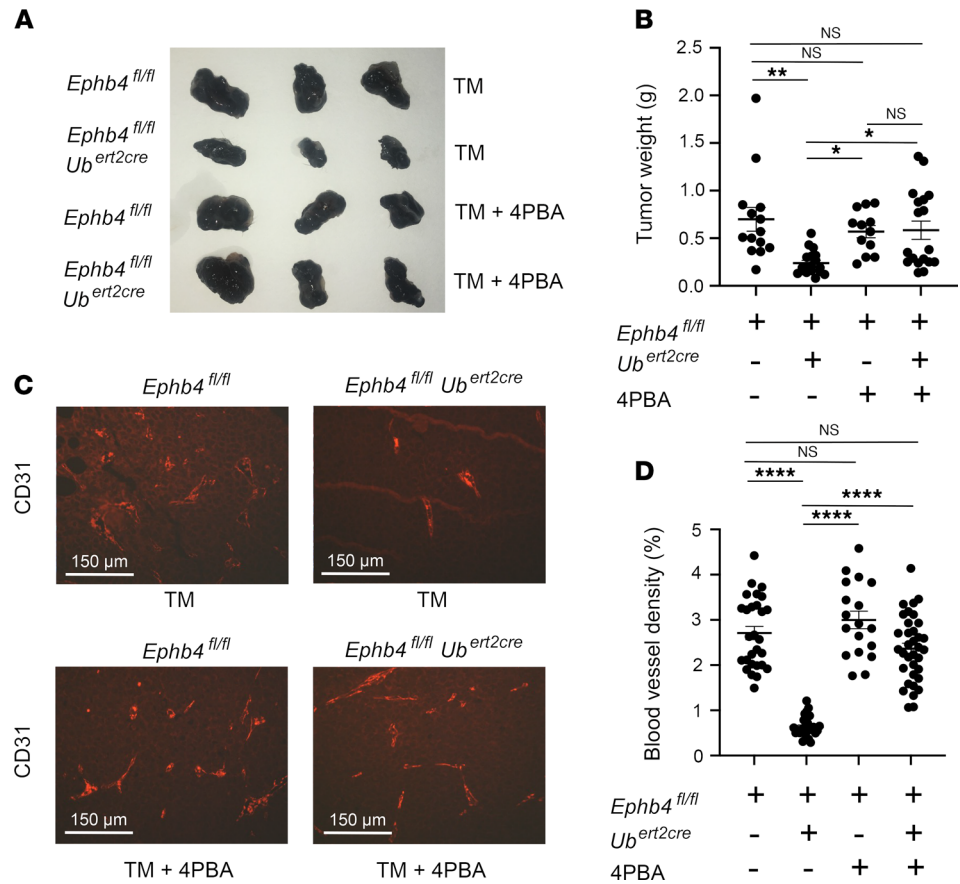 A
Ephb4 fl/fl
TM
Ephb4 fl/fl
Ub ert2cre
TM
Ephb4 fl/fl
TM + 4PBA
Ephb4 fl/fl
Ub ert2cre
TM + 4PBA
B
NS
NS
**
NS
*
*
Tumor weight (g)
2.5
2.0
1.5
1.0
0.5
0.0
Ephb4 fl/fl + + + +
Ub ert2cre - + - +
4PBA - - + +
C
Ephb4 fl/fl
Ephb4 fl/fl Ub ert2cre
CD31
150 µm
150 µm
TM
TM
Ephb4 fl/fl
Ephb4 fl/fl Ub ert2cre
CD31
150 µm
150 µm
TM + 4PBA
TM + 4PBA
D
NS
NS
****
****
****
Blood vessel density (%)
5
4
3
2
1
0
Ephb4 fl/fl + + + +
Ub ert2cre - + - +
4PBA - - + +